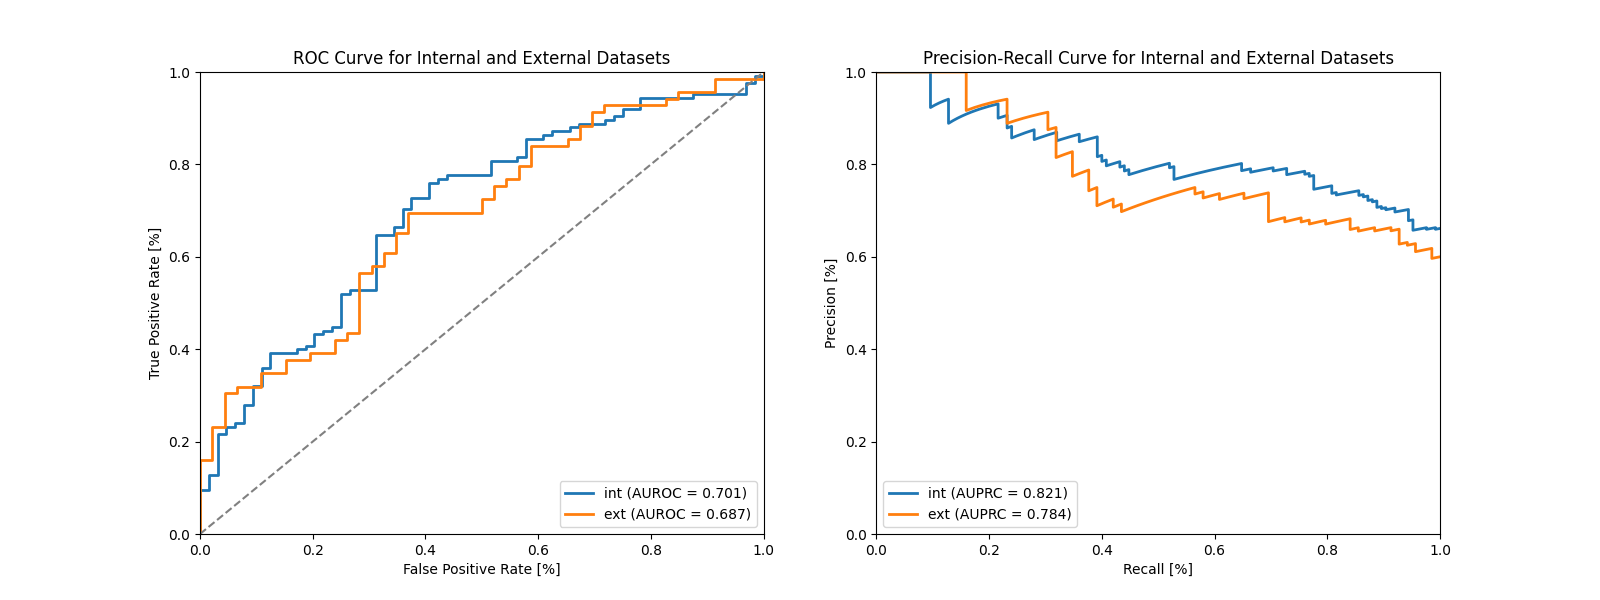 ROC Curve for Internal and External Datasets
1.0
0.8
0.6
0.4
0.2
0.0
True Positive Rate [%]
int (AUROC = 0.701)
ext (AUROC = 0.687)
0.0 0.2 0.4 0.6 0.8 1.0
False Positive Rate [%]
Precision-Recall Curve for Internal and External Datasets
1.0
0.8
0.6
0.4
0.2
0.0
Precision [%]
int (AUPRC = 0.821)
ext (AUPRC = 0.784)
0.0 0.2 0.4 0.6 0.8 1.0
Recall [%]